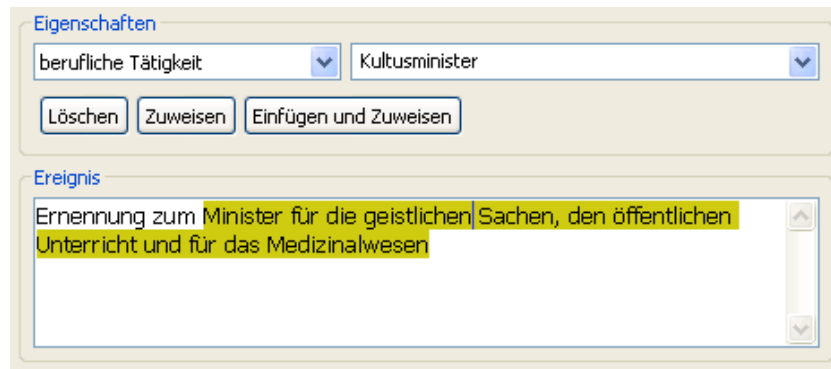 Eigenschaften
berufliche Tätigkeit Kultusminister
Löschen Zuweisen Einfügen und Zuweisen
Ereignis
Ernennung zum Minister für die geistlichen Sachen, den öffentlichen
Unterricht und für das Medizinalwesen